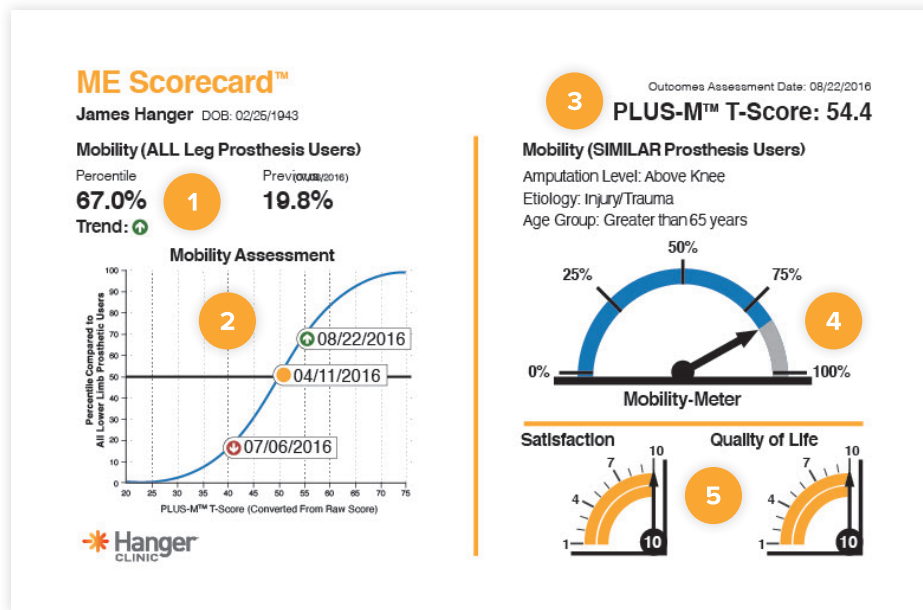 ME Scorecard™
James Hanger DOB: 02/25/1943
Mobility (ALL Leg Prosthesis Users)
Percentile
67.0%
Trend:
1
Previous (07/06/2016)
19.8%
Mobility Assessment
Percentile Compared to
All Lower Limb Prosthetic Users
100
90
80
70
60
50
40
30
20
10
0
2
08/22/2016
04/11/2016
07/06/2016
20 25 30 35 40 45 50 55 60 65 70 75
PLUS-M™ T-Score (Converted From Raw Score)
Hanger
CLINIC
3
Outcomes Assessment Date: 08/22/2016
PLUS-M™ T-Score: 54.4
Mobility (SIMILAR Prosthesis Users)
Amputation Level: Above Knee
Etiology: Injury/Trauma
Age Group: Greater than 65 years
0%
25%
50%
75%
100%
4
Mobility-Meter
Satisfaction
1
4
7
10
10
5
Quality of Life
1
4
7
10
10